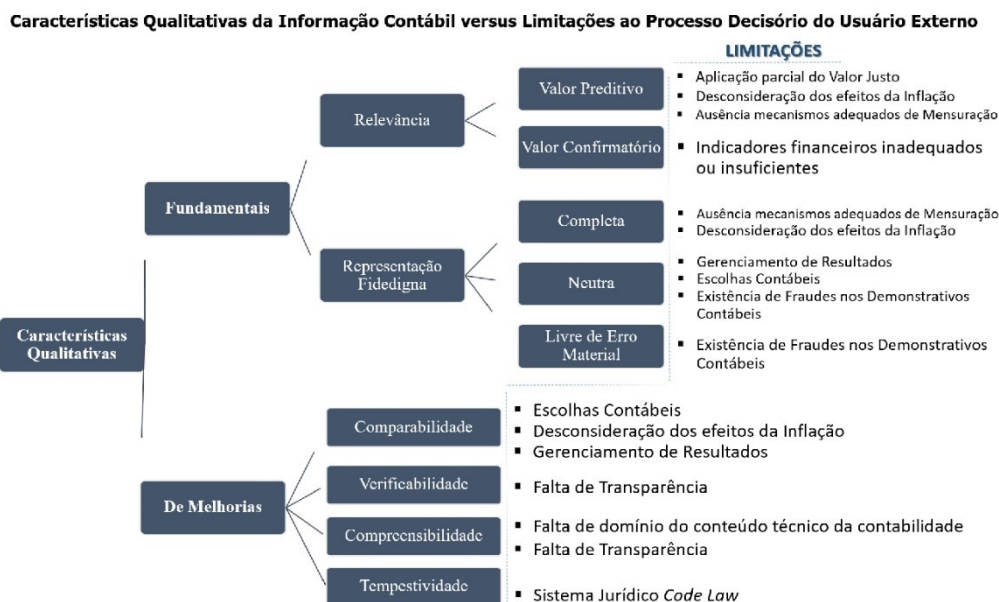 Características Qualitativas da Informação Contábil versus Limitações ao Processo Decisório do Usuário Externo
LIMITAÇÕES
Características
Qualitativas
Fundamentais
Relevância
Valor Preditivo
▪ Aplicação parcial do Valor Justo
▪ Desconsideração dos efeitos da Inflação
▪ Ausência mecanismos adequados de Mensuração
Valor Confirmatório
▪ Indicadores financeiros inadequados
ou insuficientes
Representação
Fidedigna
Completa
▪ Ausência mecanismos adequados de Mensuração
▪ Desconsideração dos efeitos da Inflação
Neutra
▪ Gerenciamento de Resultados
▪ Escolhas Contábeis
▪ Existência de Fraudes nos Demonstrativos
Contábeis
Livre de Erro
Material
▪ Existência de Fraudes nos Demonstrativos
Contábeis
De Melhorias
Comparabilidade
▪ Escolhas Contábeis
▪ Desconsideração dos efeitos da Inflação
▪ Gerenciamento de Resultados
Verificabilidade
▪ Falta de Transparência
Compreensibilidade
▪ Falta de domínio do conteúdo técnico da contabilidade
▪ Falta de Transparência
Tempestividade
▪ Sistema Jurídico Code Law